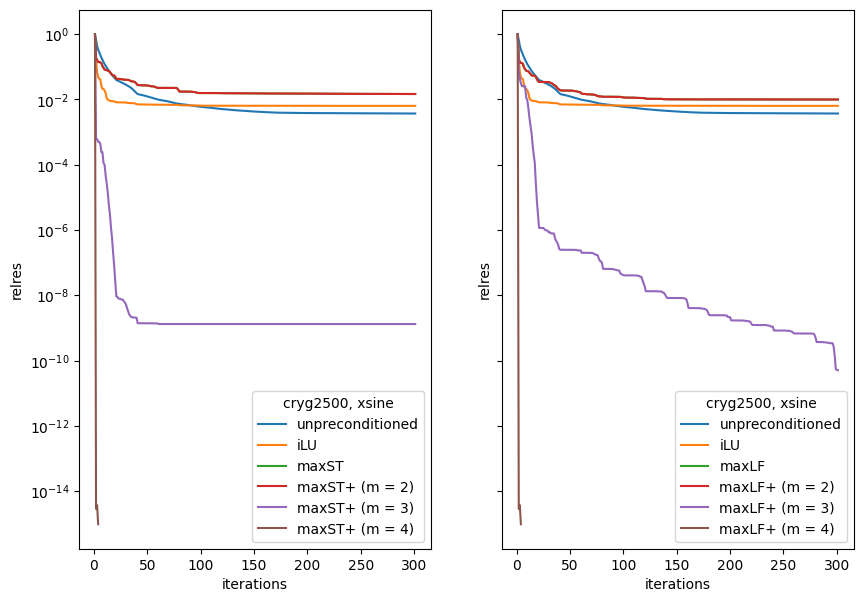 10^0
10^−2
10^−4
10^−6
10^−8
10^−10
10^−12
10^−14
relres
0 50 100 150 200 250 300
iterations
cryg2500, xsine
unpreconditioned
iLU
maxST
maxST+ (m = 2)
maxST+ (m = 3)
maxST+ (m = 4)
relres
0 50 100 150 200 250 300
iterations
cryg2500, xsine
unpreconditioned
iLU
maxLF
maxLF+ (m = 2)
maxLF+ (m = 3)
maxLF+ (m = 4)